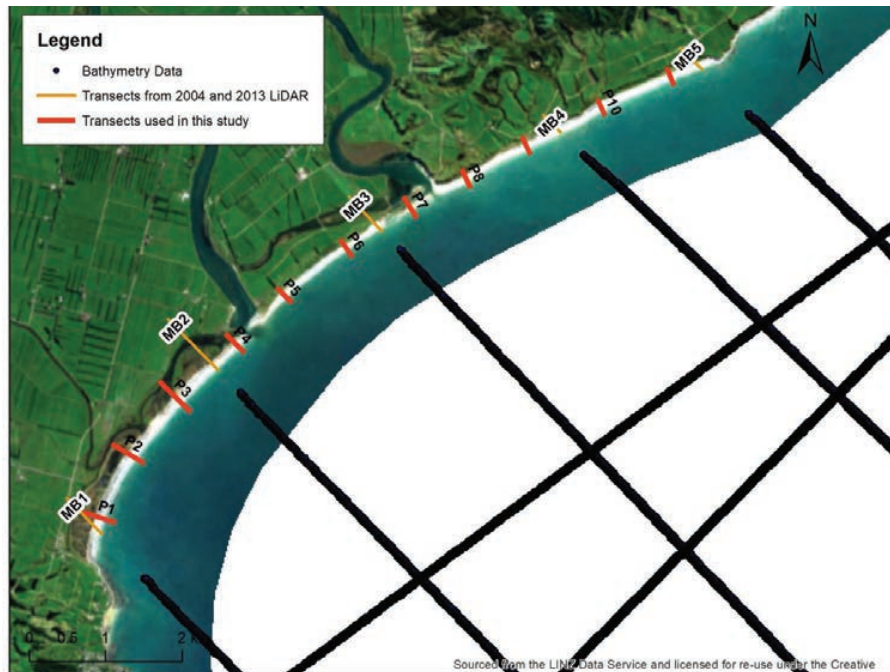 Legend
Bathymetry Data
Transects from 2004 and 2013 LiDAR
Transects used in this study
N
MB5
P10
MB4
P8
P7
MB3
P6
P5
P4
MB2
P3
P2
P1
MB1
0 0.5 1 2 k
Sourced from the LINZ Data Service and licensed for re-use under the Creative